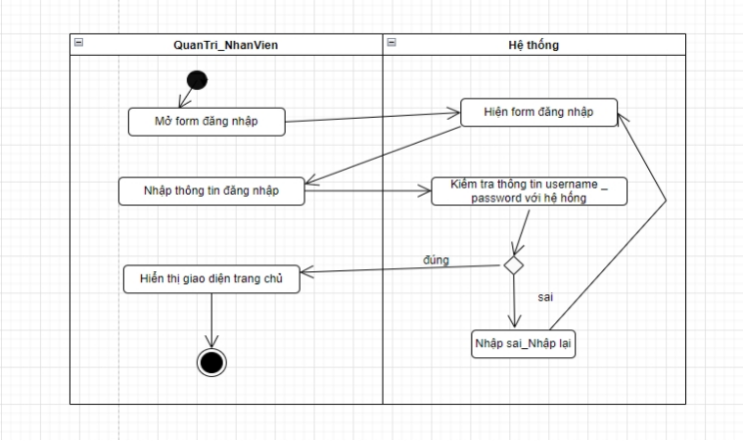 QuanTri_NhanVien
Hệ thống
Mở form đăng nhập
Hiện form đăng nhập
Nhập thông tin đăng nhập
Kiểm tra thông tin username _
password với hệ hống
đúng
Hiển thị giao diện trang chủ
sai
Nhập sai_Nhập lại